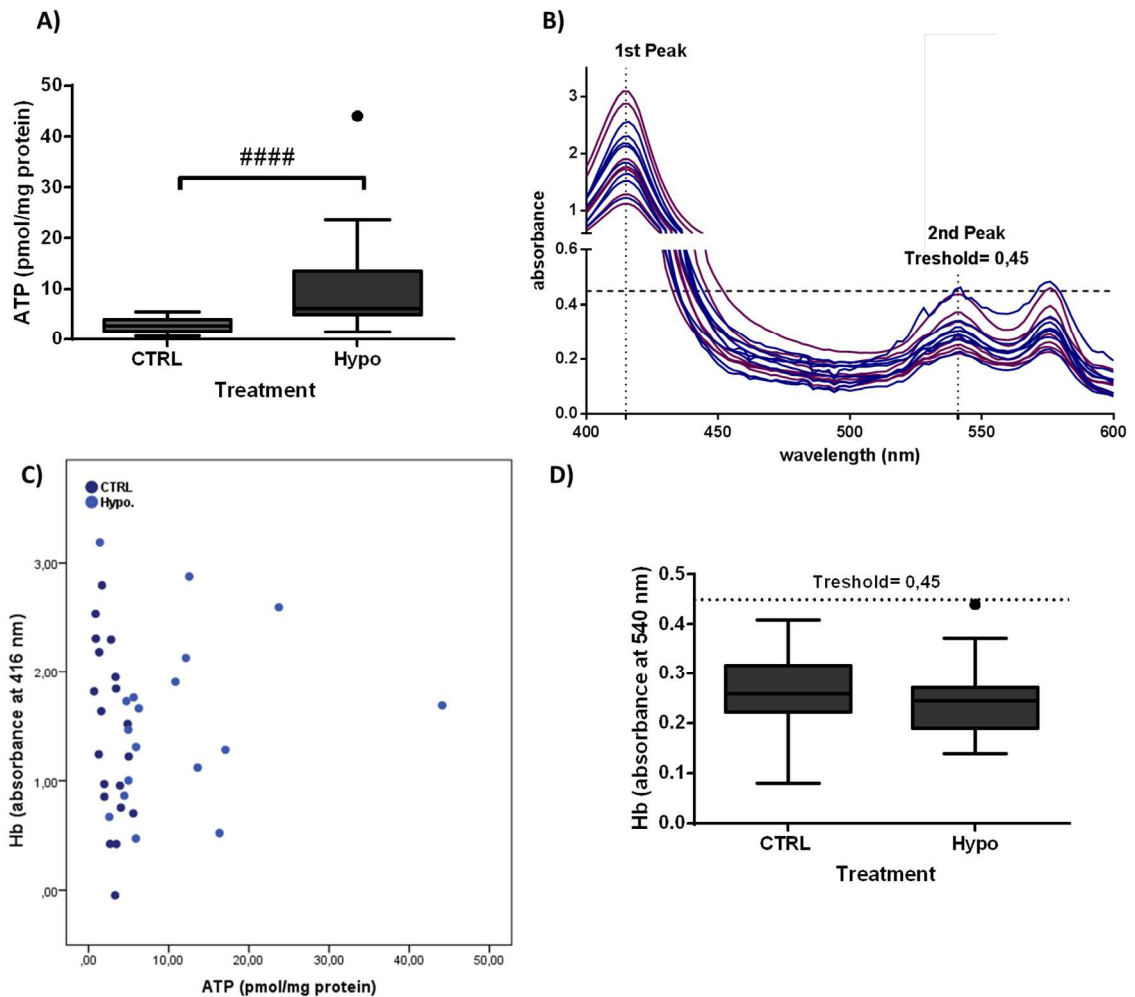 A)
50
40
30
20
10
0
ATP (pmol/mg protein)
####
CTRL
Hypo
Treatment
B)
1st Peak
3
2
1
0.6
0.4
0.2
0.0
absorbance
2nd Peak
Treshold= 0,45
400
450
500
550
600
wavelength (nm)
C)
CTRL
Hypo.
3,00
2,00
1,00
,00
Hb (absorbance at 416 nm)
,00
10,00
20,00
30,00
40,00
50,00
ATP (pmol/mg protein)
D)
0.5
0.4
0.3
0.2
0.1
0.0
Hb (absorbance at 540 nm)
Treshold= 0,45
CTRL
Hypo
Treatment